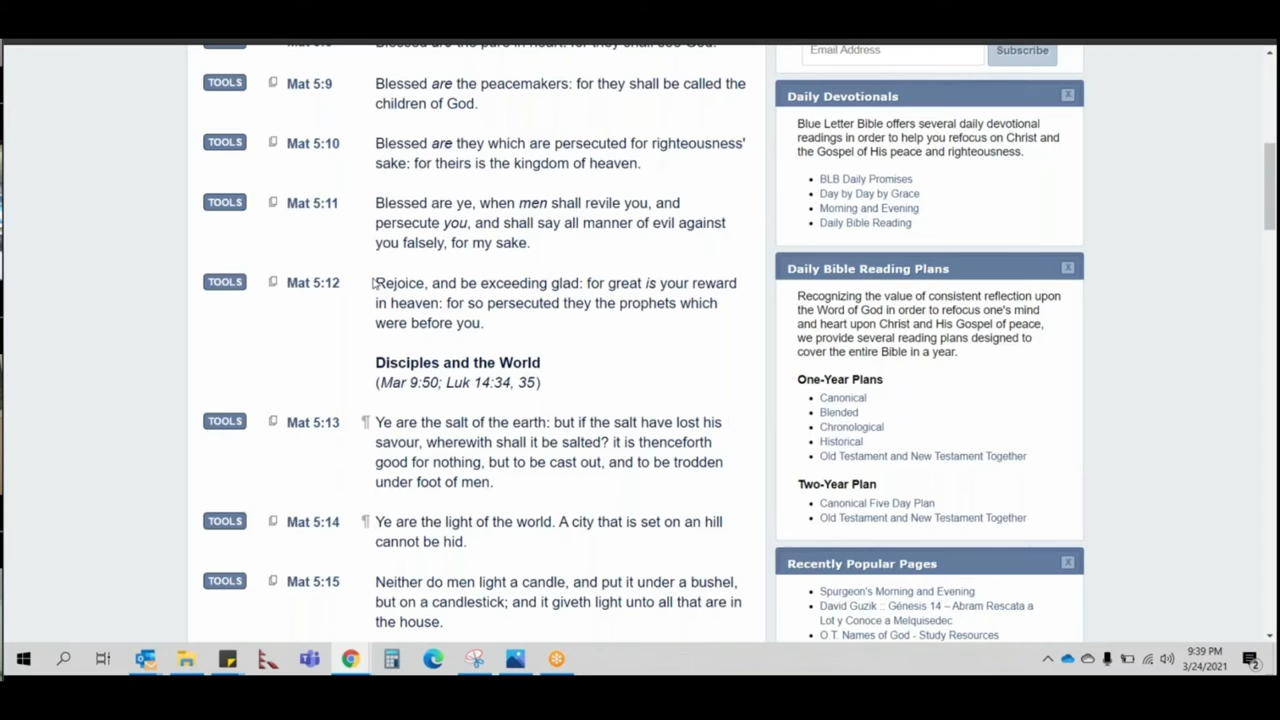 Blessed are the pure in heart: for they shall see God.
TOOLS Mat 5:9 Blessed are the peacemakers: for they shall be called the
children of God.
TOOLS Mat 5:10 Blessed are they which are persecuted for righteousness'
sake: for theirs is the kingdom of heaven.
TOOLS Mat 5:11 Blessed are ye, when men shall revile you, and
persecute you, and shall say all manner of evil against
you falsely, for my sake.
TOOLS Mat 5:12 Rejoice, and be exceeding glad: for great is your reward
in heaven: for so persecuted they the prophets which
were before you.
Disciples and the World
(Mar 9:50; Luk 14:34, 35)
TOOLS Mat 5:13 ¶ Ye are the salt of the earth: but if the salt have lost his
savour, wherewith shall it be salted? it is thenceforth
good for nothing, but to be cast out, and to be trodden
under foot of men.
TOOLS Mat 5:14 ¶ Ye are the light of the world. A city that is set on an hill
cannot be hid.
TOOLS Mat 5:15 Neither do men light a candle, and put it under a bushel,
but on a candlestick; and it giveth light unto all that are in
the house.
Email Address Subscribe
Daily Devotionals X
Blue Letter Bible offers several daily devotional
readings in order to help you refocus on Christ and
the Gospel of His peace and righteousness.
• BLB Daily Promises
• Day by Day by Grace
• Morning and Evening
• Daily Bible Reading
Daily Bible Reading Plans X
Recognizing the value of consistent reflection upon
the Word of God in order to refocus one's mind
and heart upon Christ and His Gospel of peace,
we provide several reading plans designed to
cover the entire Bible in a year.
One-Year Plans
• Canonical
• Blended
• Chronological
• Historical
• Old Testament and New Testament Together
Two-Year Plan
• Canonical Five Day Plan
• Old Testament and New Testament Together
Recently Popular Pages X
• Spurgeon's Morning and Evening
• David Guzik :: Génesis 14 – Abram Rescata a
Lot y Conoce a Melquisedec
• O.T. Names of God - Study Resources
9:39 PM
3/24/2021
2